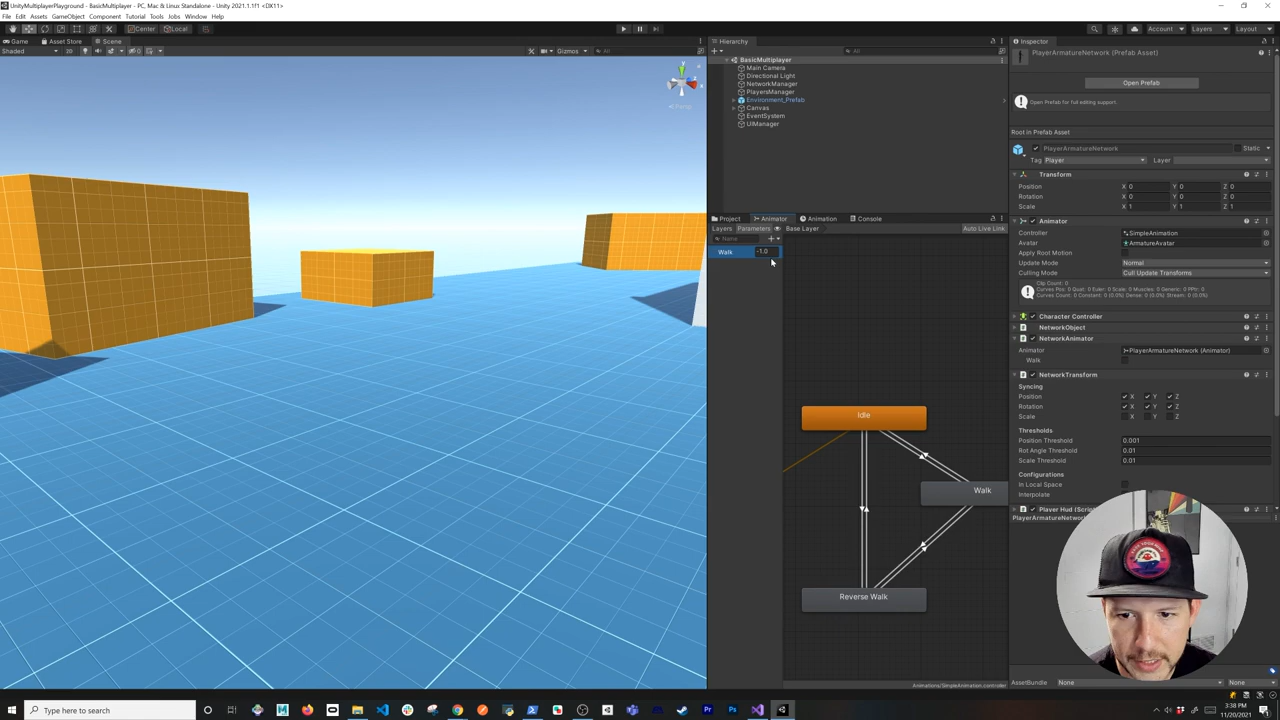 UnityMultiplayerPlayground - BasicMultiplayer - PC, Mac & Linux Standalone - Unity 2021.1.1f1 <DX11>
File Edit Assets GameObject Component Tutorial Tools Jobs Window Help
Center Local
Account Layers Layout
Game Asset Store Scene
Shaded 2D Gizmos All
Persp
Hierarchy
All
BasicMultiplayer
Main Camera
Directional Light
NetworkManager
PlayersManager
Environment_Prefab
Canvas
EventSystem
UIManager
Project Animator Animation Console
Layers Parameters Base Layer Auto Live Link
Name
Walk -1.0
Idle
Walk
Reverse Walk
Animations/SimpleAnimation.controller
Inspector
PlayerArmatureNetwork (Prefab Asset)
Open Prefab
Open Prefab for full editing support.
Root in Prefab Asset
PlayerArmatureNetwork Static
Tag Player Layer
Transform
Position X 0 Y 0 Z 0
Rotation X 0 Y 0 Z 0
Scale X 1 Y 1 Z 1
Animator
Controller SimpleAnimation
Avatar ArmatureAvatar
Apply Root Motion
Update Mode Normal
Culling Mode Cull Update Transforms
Clip Count: 0
Curves Pos: 0 Quat: 0 Euler: 0 Scale: 0 Muscles: 0 Generic: 0 PPtr: 0
Curves Count: 0 Constant: 0 (0.0%) Dense: 0 (0.0%) Stream: 0 (0.0%)
Character Controller
NetworkObject
NetworkAnimator
Animator PlayerArmatureNetwork (Animator)
Walk
NetworkTransform
Syncing
Position X Y Z
Rotation X Y Z
Scale X Y Z
Thresholds
Position Threshold 0.001
Rot Angle Threshold 0.01
Scale Threshold 0.01
Configurations
In Local Space
Interpolate
Player Hud
AssetBundle None None
Type here to search
3:38 PM
11/20/2021